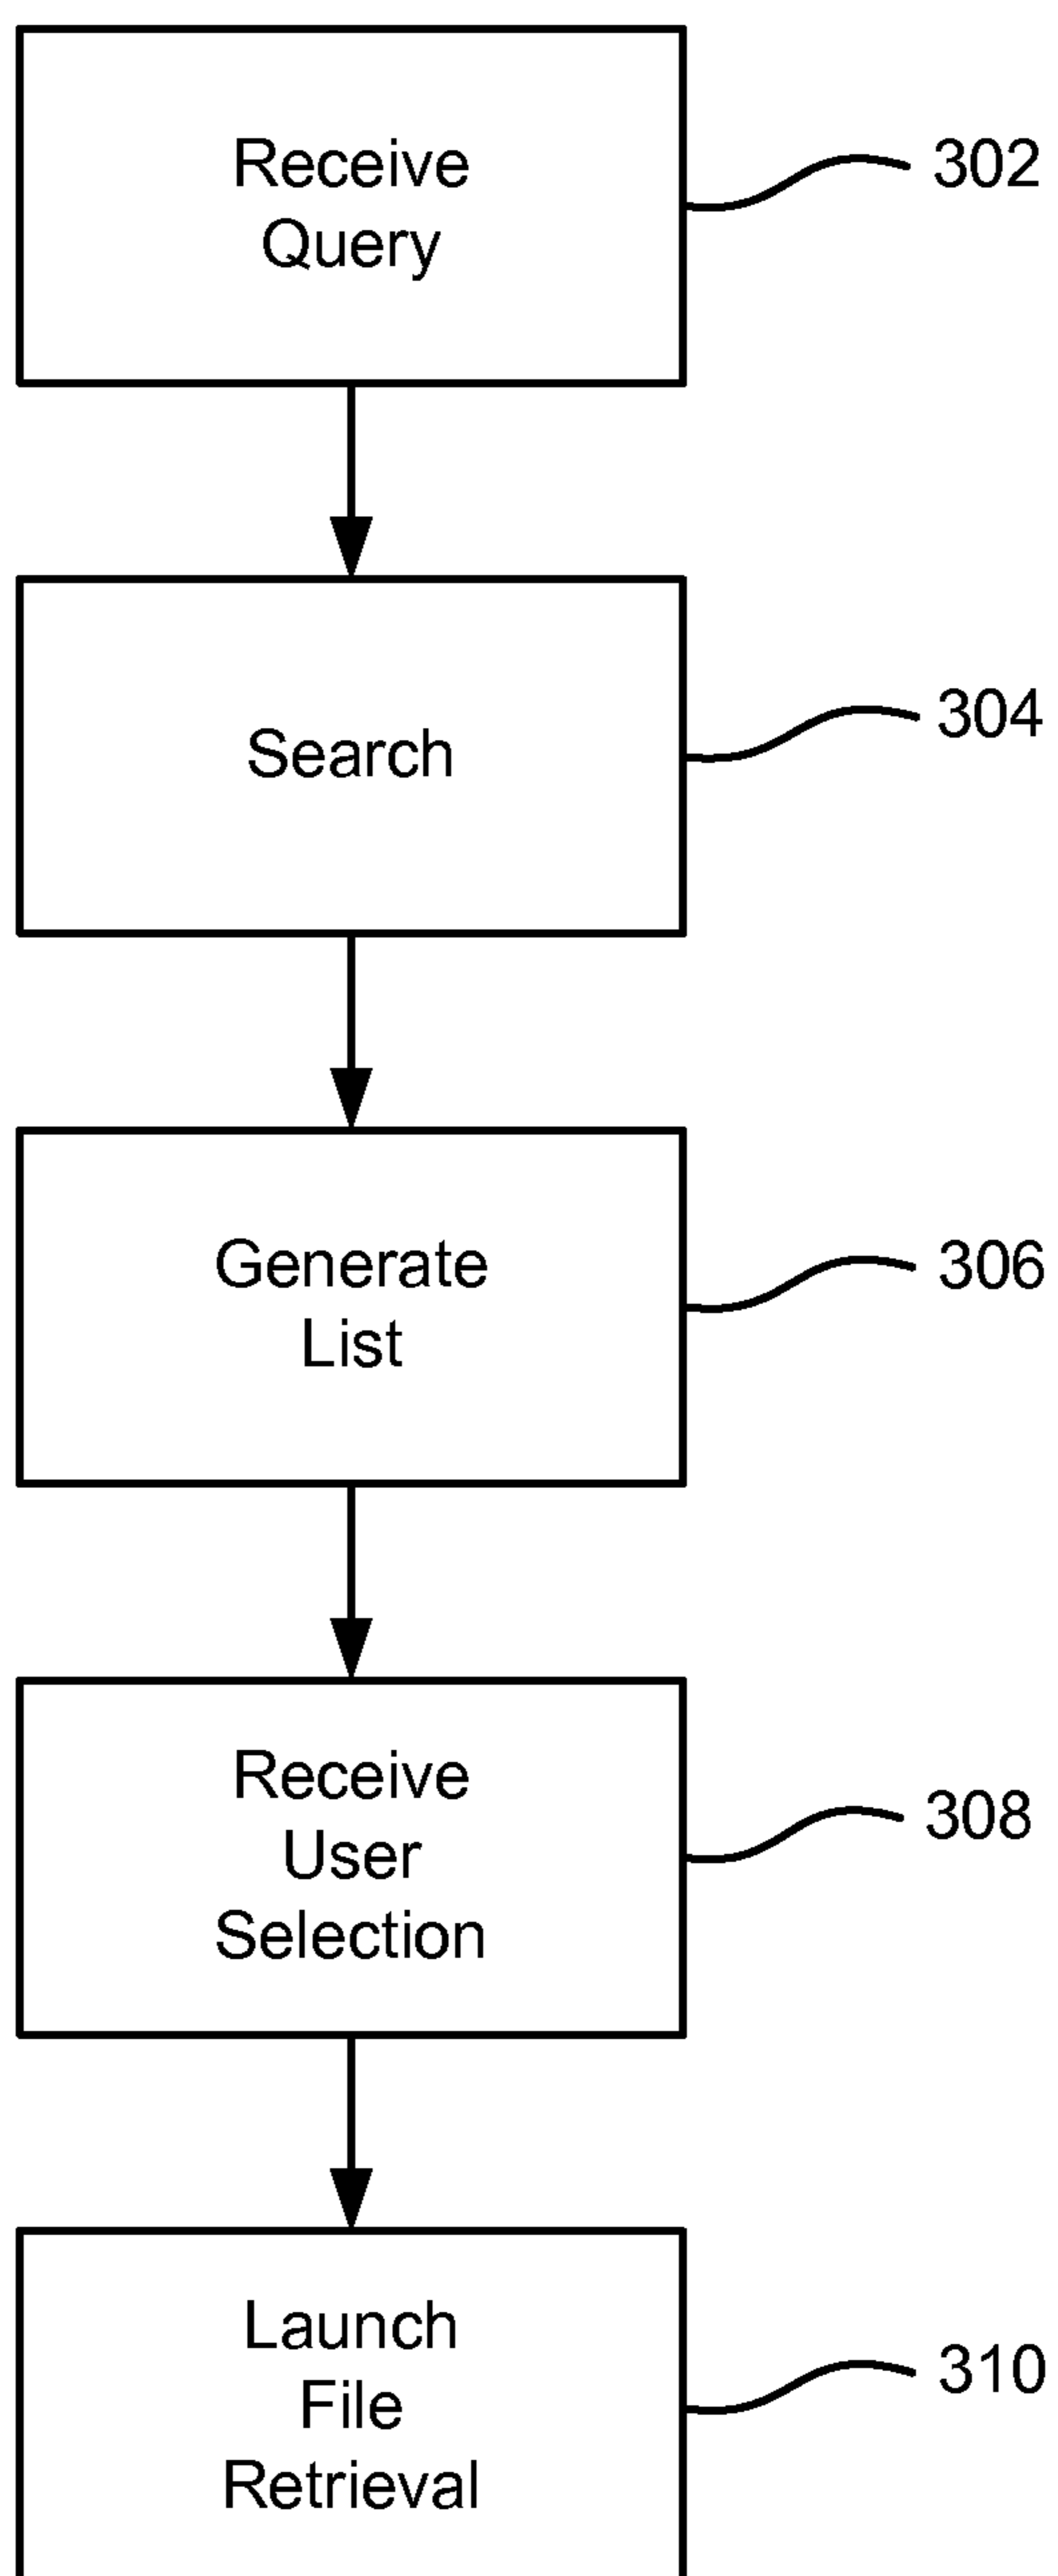 Receive
Query
302
Search
304
Generate
List
306
Receive
User
Selection
308
Launch
File
Retrieval
310